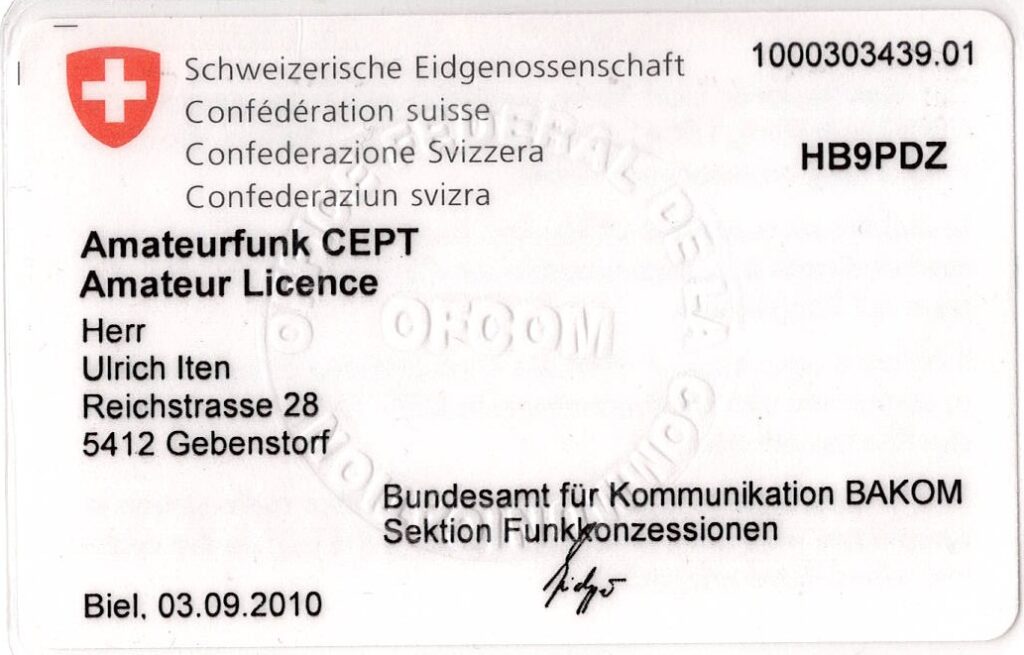 Schweizerische Eidgenossenschaft
Confédération suisse
Confederazione Svizzera
Confederaziun svizra
1000303439.01
HB9PDZ
Amateurfunk CEPT
Amateur Licence
Herr
Ulrich Iten
Reichstrasse 28
5412 Gebenstorf
OFCOM
Bundesamt für Kommunikation BAKOM
Sektion Funkkonzessionen
Biel, 03.09.2010